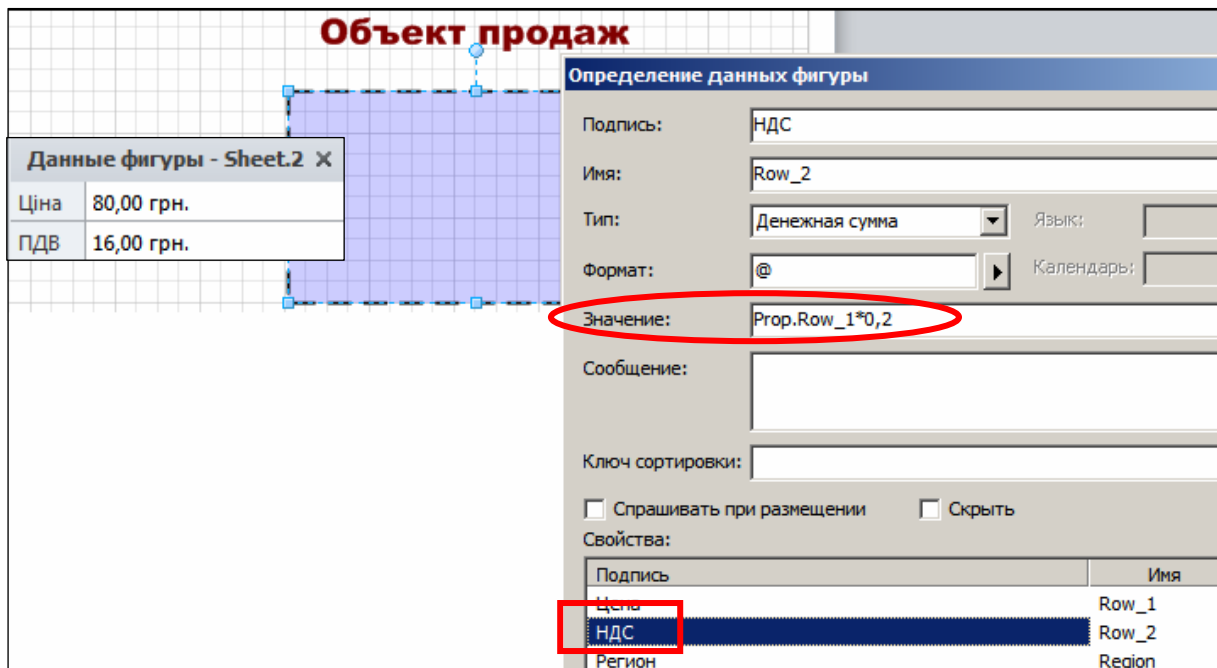 Объект продаж
Данные фигуры - Sheet.2
Ціна 80,00 грн.
ПДВ 16,00 грн.
Определение данных фигуры
Подпись: НДС
Имя: Row_2
Тип: Денежная сумма Язык:
Формат: @ Календарь:
Значение: Prop.Row_1*0,2
Сообщение:
Ключ сортировки:
Спрашивать при размещении Скрыть
Свойства:
Подпись Имя
Цена Row_1
НДС Row_2
Регион Region